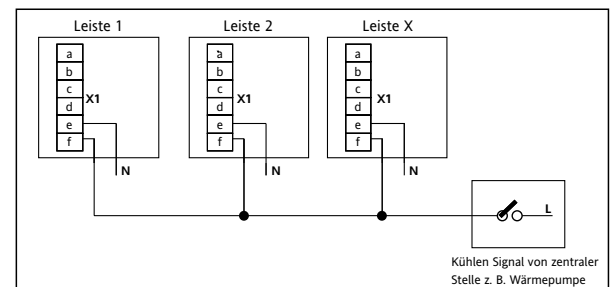 Leiste 1
Leiste 2
Leiste X
a
b
c
d
e
f
X1
N
a
b
c
d
e
f
X1
N
a
b
c
d
e
f
X1
N
L
Kühlen Signal von zentraler
Stelle z. B. Wärmepumpe